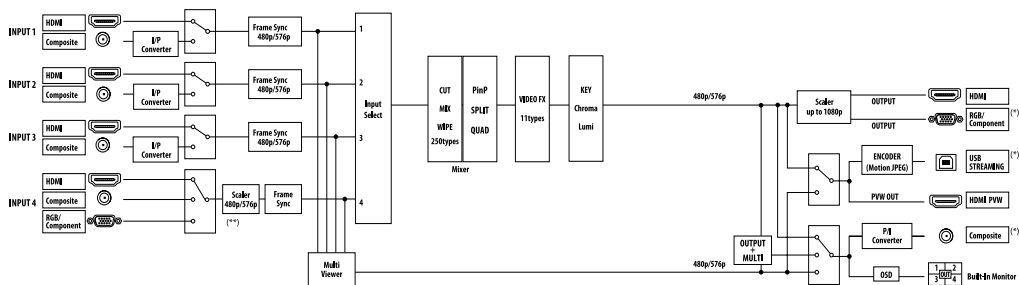 INPUT 1
HDMI
Composite
I/P
Converter
Frame Sync
480p/576p
INPUT 2
HDMI
Composite
I/P
Converter
Frame Sync
480p/576p
INPUT 3
HDMI
Composite
I/P
Converter
Frame Sync
480p/576p
INPUT 4
HDMI
Composite
RGB/
Component
Scaler
480p/576p
(**)
Frame
Sync
1
2
3
4
Input
Select
Multi
Viewer
CUT
MIX
WIPE
250types
PinP
SPLIT
QUAD
Mixer
VIDEO FX
11types
KEY
Chroma
Lumi
480p/576p
480p/576p
OUTPUT
+
MULTI
Scaler
up to 1080p
OUTPUT
OUTPUT
HDMI
RGB/
Component
(*)
ENCODER
(Motion JPEG)
USB
STREAMING
(*)
PVW OUT
HDMI PVW
P/I
Converter
Composite
(*)
OSD
1 2
OUT
3 4
Built-In Monitor